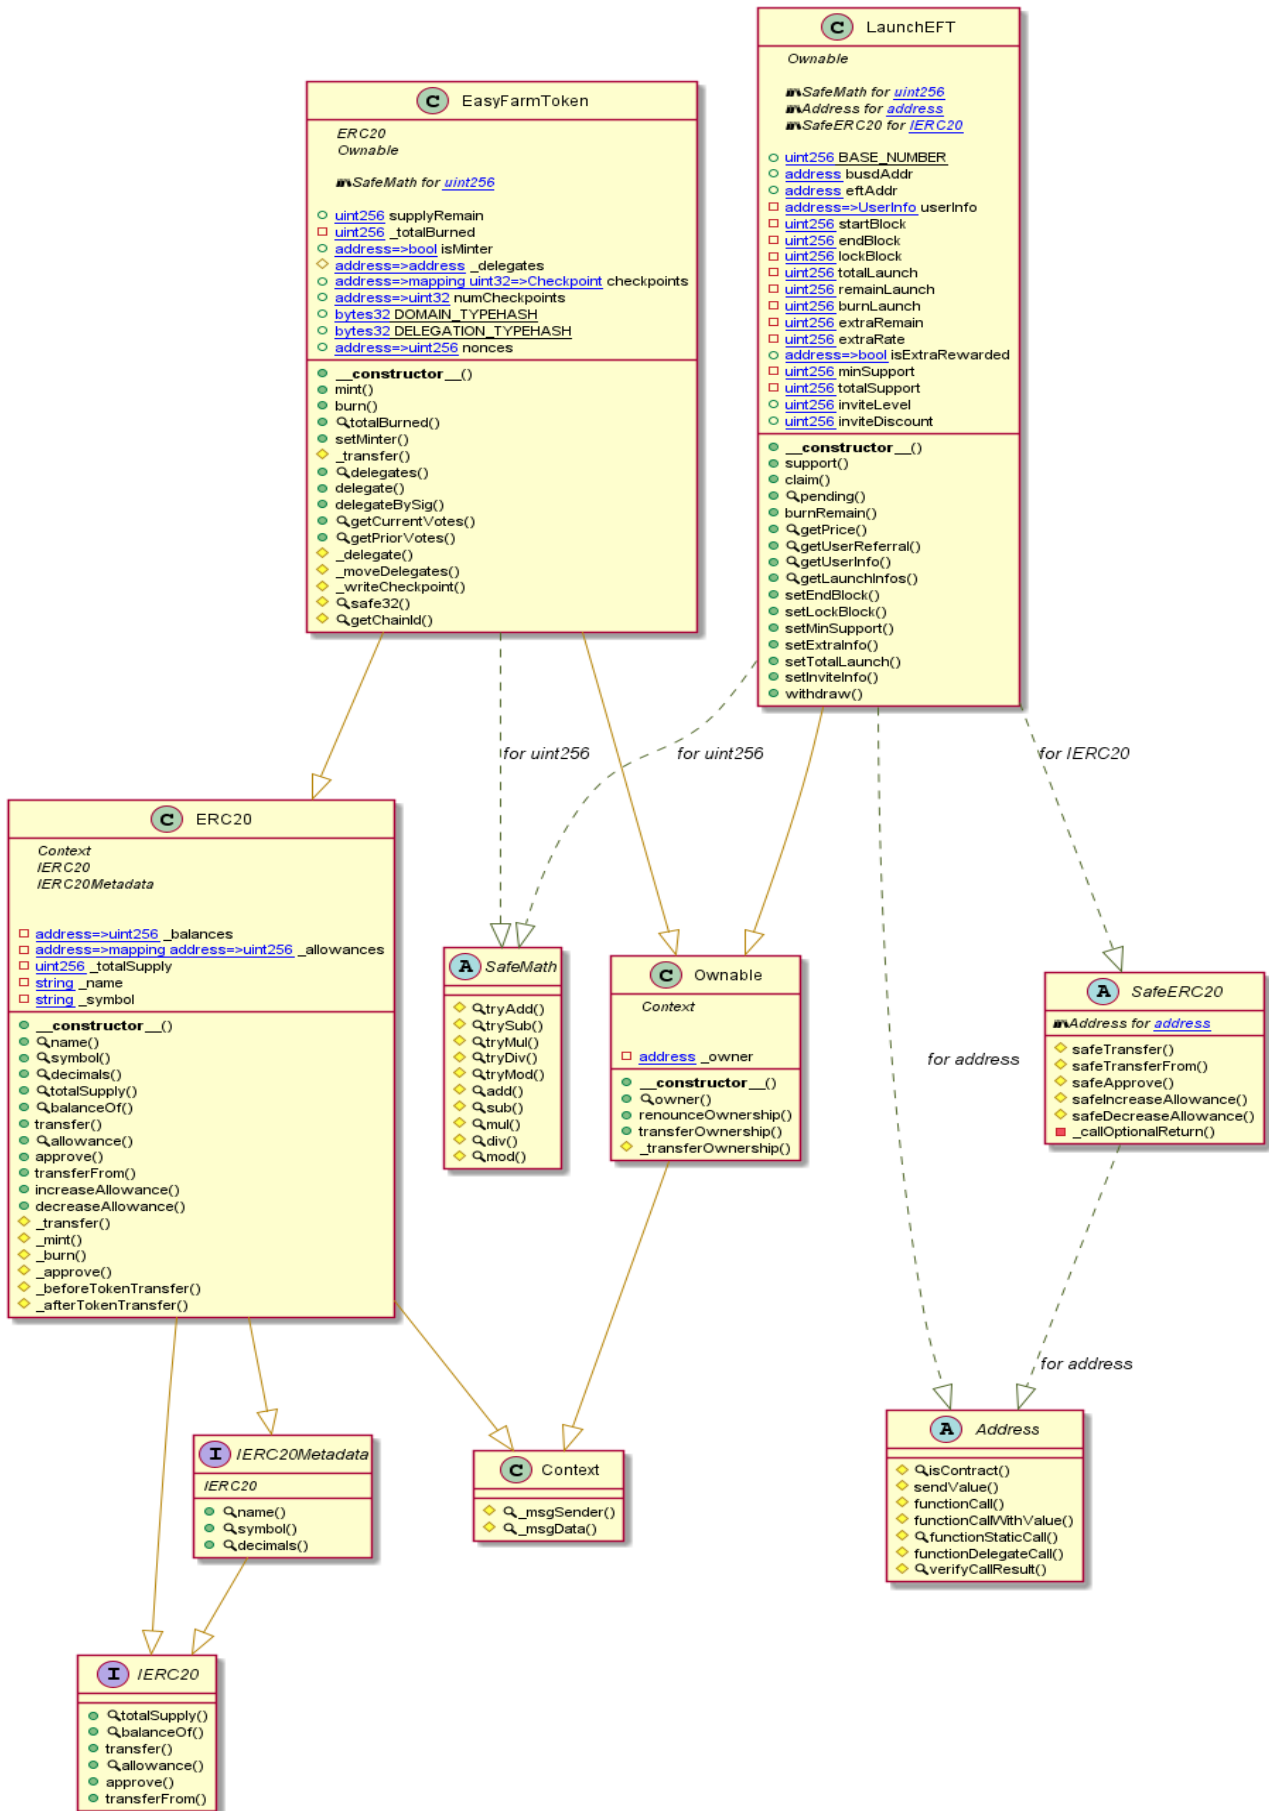 C LaunchEFT
Ownable
SafeMath for uint256
Address for address
SafeERC20 for IERC20
uint256 BASE_NUMBER
address busdAddr
address eftAddr
address=>UserInfo userInfo
uint256 startBlock
uint256 endBlock
uint256 lockBlock
uint256 totalLaunch
uint256 remainLaunch
uint256 burnLaunch
uint256 extraRemain
uint256 extraRate
address=>bool isExtraRewarded
uint256 minSupport
uint256 totalSupport
uint256 inviteLevel
uint256 inviteDiscount
__constructor__()
support()
claim()
pending()
burnRemain()
getPrice()
getUserReferral()
getUserInfo()
getLaunchInfos()
setEndBlock()
setLockBlock()
setMinSupport()
setExtraInfo()
setTotalLaunch()
setInviteInfo()
withdraw()
C EasyFarmToken
ERC20
Ownable
SafeMath for uint256
uint256 supplyRemain
uint256 _totalBurned
address=>bool isMinter
address=>address _delegates
address=>mapping uint32=>Checkpoint checkpoints
address=>uint32 numCheckpoints
bytes32 DOMAIN_TYPEHASH
bytes32 DELEGATION_TYPEHASH
address=>uint256 nonces
__constructor__()
mint()
burn()
totalBurned()
setMinter()
_transfer()
delegates()
delegate()
delegateBySig()
getCurrentVotes()
getPriorVotes()
_delegate()
_moveDelegates()
_writeCheckpoint()
safe32()
getChainId()
for uint256
for uint256
for IERC20
C ERC20
Context
IERC20
IERC20Metadata
address=>uint256 _balances
address=>mapping address=>uint256 _allowances
uint256 _totalSupply
string _name
string _symbol
__constructor__()
name()
symbol()
decimals()
totalSupply()
balanceOf()
transfer()
allowance()
approve()
transferFrom()
increaseAllowance()
decreaseAllowance()
_transfer()
_mint()
_burn()
_approve()
_beforeTokenTransfer()
_afterTokenTransfer()
A SafeMath
tryAdd()
trySub()
tryMul()
tryDiv()
tryMod()
add()
sub()
mul()
div()
mod()
C Ownable
Context
address _owner
__constructor__()
owner()
renounceOwnership()
transferOwnership()
_transferOwnership()
for address
A SafeERC20
Address for address
safeTransfer()
safeTransferFrom()
safeApprove()
safeIncreaseAllowance()
safeDecreaseAllowance()
_callOptionalReturn()
for address
I IERC20Metadata
IERC20
name()
symbol()
decimals()
C Context
_msgSender()
_msgData()
A Address
isContract()
sendValue()
functionCall()
functionCallWithValue()
functionStaticCall()
functionDelegateCall()
verifyCallResult()
I IERC20
totalSupply()
balanceOf()
transfer()
allowance()
approve()
transferFrom()